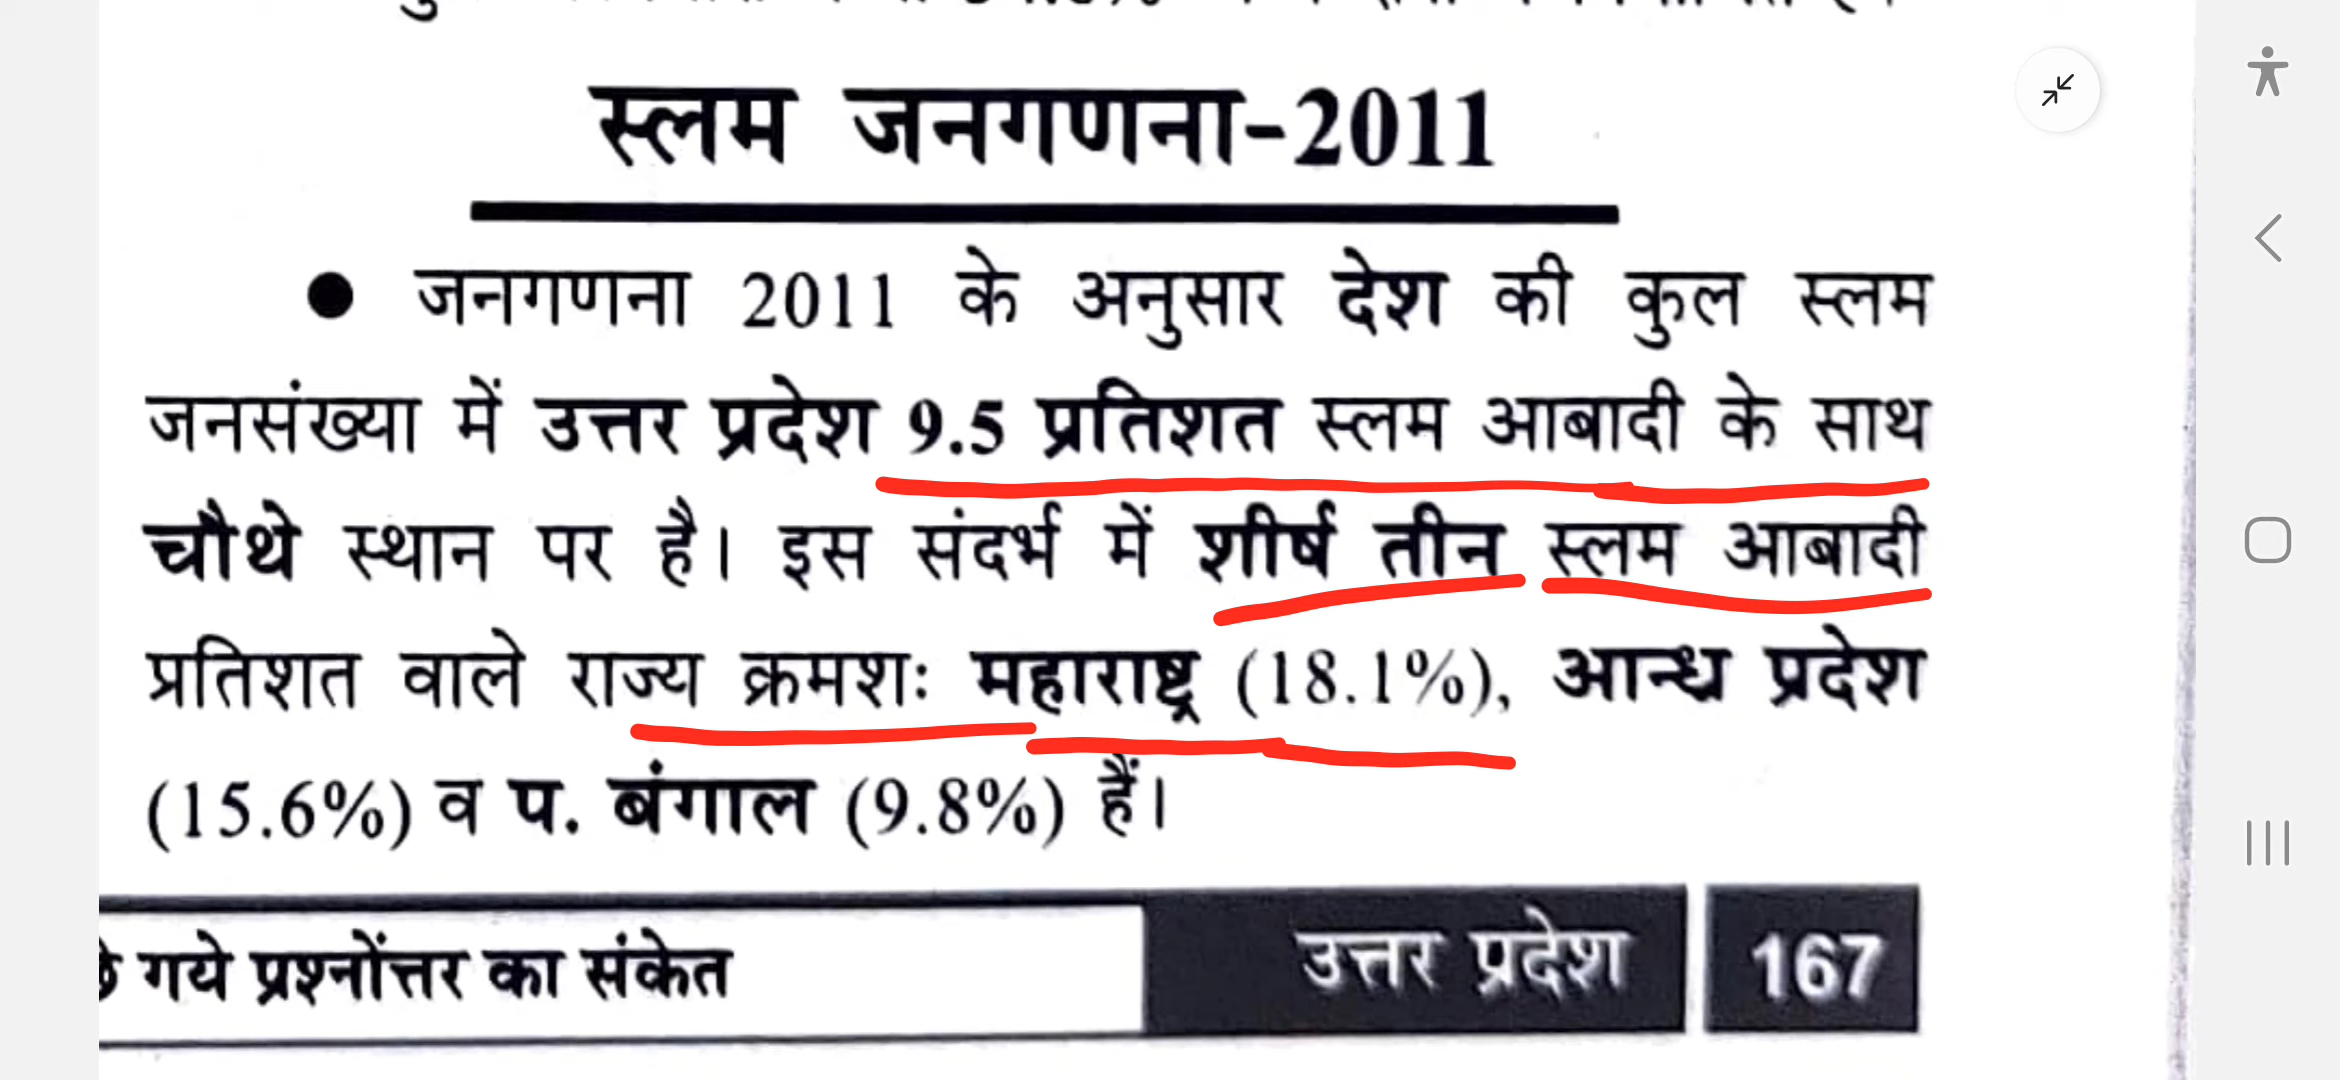 स्लम जनगणना-2011
● जनगणना 2011 के अनुसार देश की कुल स्लम
जनसंख्या में उत्तर प्रदेश 9.5 प्रतिशत स्लम आबादी के साथ
चौथे स्थान पर है। इस संदर्भ में शीर्ष तीन स्लम आबादी
प्रतिशत वाले राज्य क्रमशः महाराष्ट्र (18.1%), आन्ध्र प्रदेश
(15.6%) व प. बंगाल (9.8%) हैं।
गये प्रश्नोंत्तर का संकेत
उत्तर प्रदेश 167